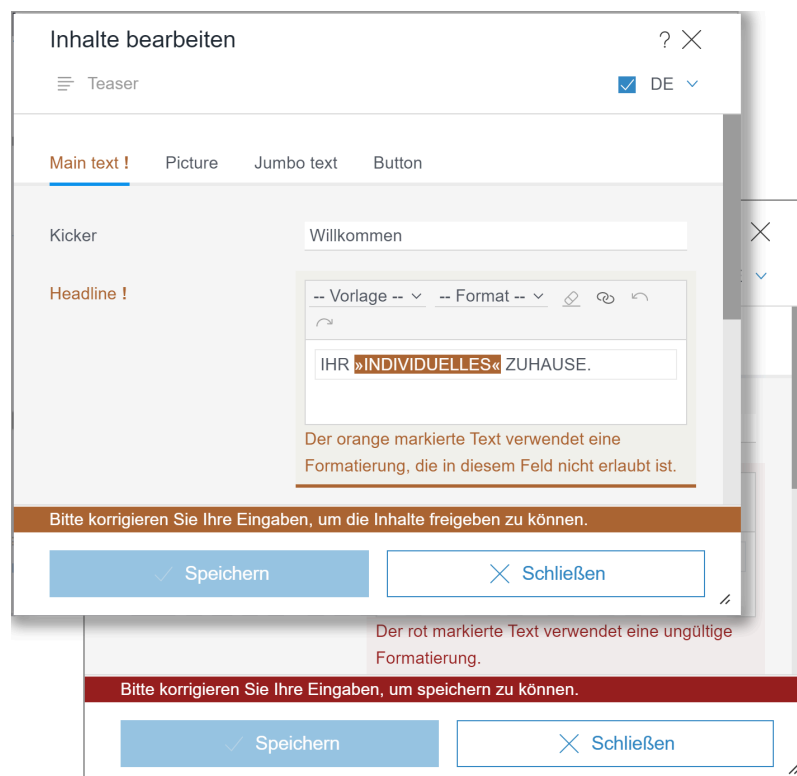 Inhalte bearbeiten ?
Teaser DE
Main text ! Picture Jumbo text Button
Kicker Willkommen
Headline !
-- Vorlage -- -- Format --
IHR »INDIVIDUELLES« ZUHAUSE.
Der orange markierte Text verwendet eine
Formatierung, die in diesem Feld nicht erlaubt ist.
Bitte korrigieren Sie Ihre Eingaben, um die Inhalte freigeben zu können.
Speichern Schließen
Der rot markierte Text verwendet eine ungültige
Formatierung.
Bitte korrigieren Sie Ihre Eingaben, um speichern zu können.
Speichern Schließen